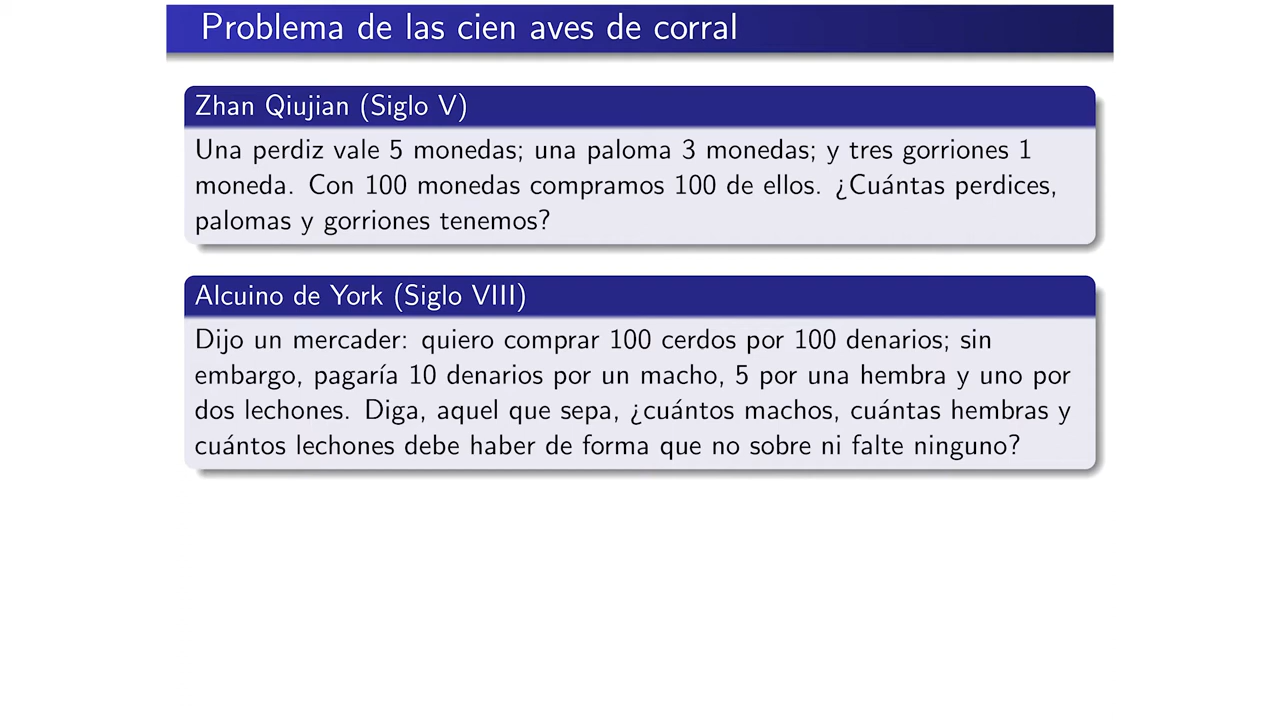 Problema de las cien aves de corral
Zhan Qiujian (Siglo V)
Una perdiz vale 5 monedas; una paloma 3 monedas; y tres gorriones 1
moneda. Con 100 monedas compramos 100 de ellos. ¿Cuántas perdices,
palomas y gorriones tenemos?
Alcuino de York (Siglo VIII)
Dijo un mercader: quiero comprar 100 cerdos por 100 denarios; sin
embargo, pagaría 10 denarios por un macho, 5 por una hembra y uno por
dos lechones. Diga, aquel que sepa, ¿cuántos machos, cuántas hembras y
cuántos lechones debe haber de forma que no sobre ni falte ninguno?